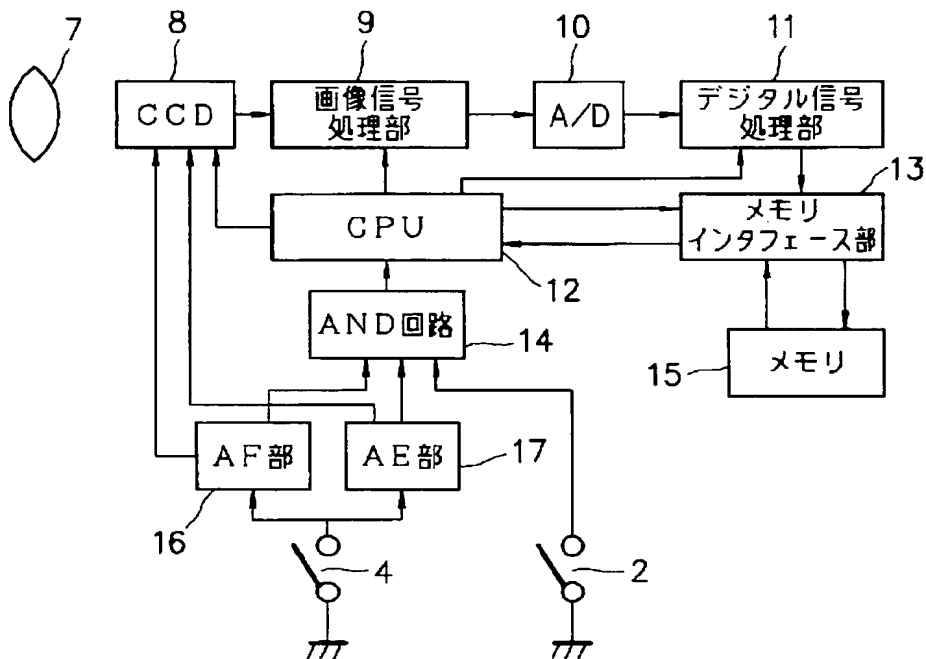 7
8
9
10
11
CCD
画像信号
処理部
A/D
デジタル信号
処理部
13
CPU
メモリ
インタフェース部
12
AND回路
14
15
メモリ
AF部
AE部
17
16
4
2